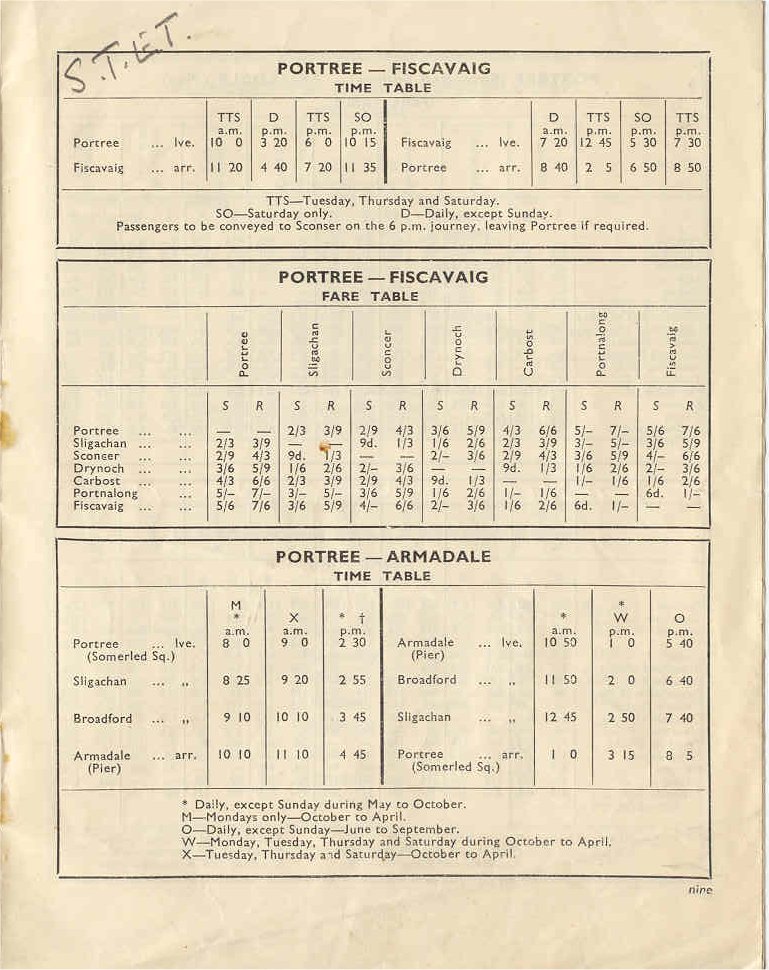 S.T.E.T.
PORTREE — FISCAVAIG
TIME TABLE
TTS D TTS SO D TTS SO TTS
a.m. p.m. p.m. p.m. a.m. p.m. p.m. p.m.
Portree ... lve. 10 0 3 20 6 0 10 15 Fiscavaig ... lve. 7 20 12 45 5 30 7 30
Fiscavaig ... arr. 11 20 4 40 7 20 11 35 Portree ... arr. 8 40 2 5 6 50 8 50
TTS—Tuesday, Thursday and Saturday.
SO—Saturday only. D—Daily, except Sunday.
Passengers to be conveyed to Sconser on the 6 p.m. journey, leaving Portree if required.
PORTREE — FISCAVAIG
FARE TABLE
Portree Sligachan Sconcer Drynoch Carbost Portnalong Fiscavaig
S R S R S R S R S R S R S R
Portree ... ... — — 2/3 3/9 2/9 4/3 3/6 5/9 4/3 6/6 5/– 7/– 5/6 7/6
Sligachan ... ... 2/3 3/9 — — 9d. 1/3 1/6 2/6 2/3 3/9 3/– 5/– 3/6 5/9
Sconcer ... ... 2/9 4/3 9d. 1/3 — — 2/– 3/6 2/9 4/3 3/6 5/9 4/– 6/6
Drynoch ... ... 3/6 5/9 1/6 2/6 2/– 3/6 — — 9d. 1/3 1/6 2/6 2/– 3/6
Carbost ... ... 4/3 6/6 2/3 3/9 2/9 4/3 9d. 1/3 — — 1/– 1/6 1/6 2/6
Portnalong ... 5/– 7/– 3/– 5/– 3/6 5/9 1/6 2/6 1/– 1/6 — — 6d. 1/–
Fiscavaig ... ... 5/6 7/6 3/6 5/9 4/– 6/6 2/– 3/6 1/6 2/6 6d. 1/– — —
PORTREE — ARMADALE
TIME TABLE
M *
* X * † * W O
a.m. a.m. p.m. a.m. p.m. p.m.
Portree ... lve. 8 0 9 0 2 30 Armadale ... lve. 10 50 1 0 5 40
(Somerled Sq.) (Pier)
Sligachan ... „ 8 25 9 20 2 55 Broadford ... „ 11 50 2 0 6 40
Broadford ... „ 9 10 10 10 3 45 Sligachan ... „ 12 45 2 50 7 40
Armadale ... arr. 10 10 11 10 4 45 Portree ... arr. 1 0 3 15 8 5
(Pier) (Somerled Sq.)
* Daily, except Sunday during May to October.
M—Mondays only—October to April.
O—Daily, except Sunday—June to September.
W—Monday, Tuesday, Thursday and Saturday during October to April.
X—Tuesday, Thursday and Saturday—October to April.
nine